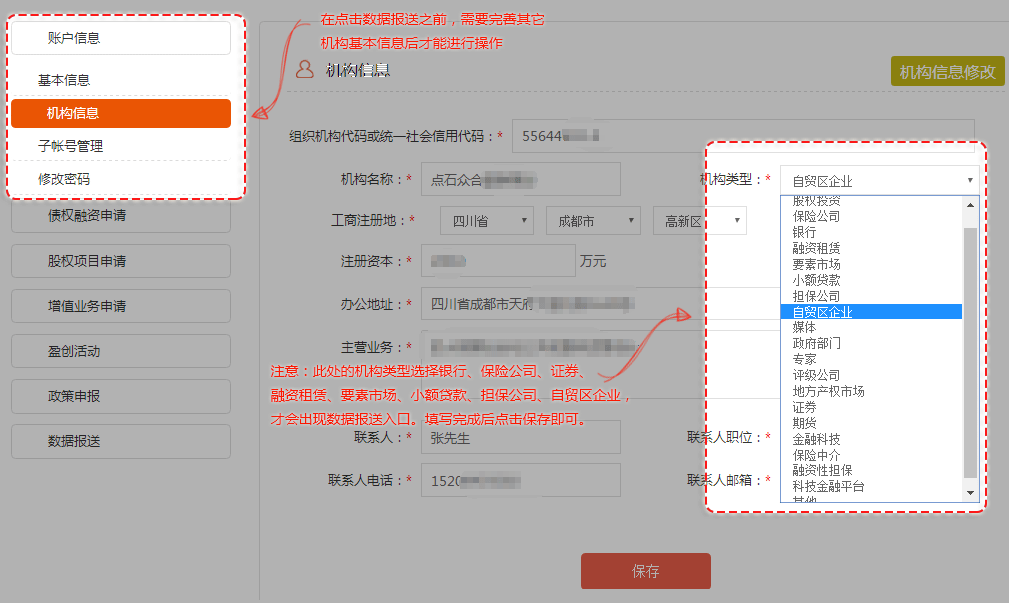 账户信息
基本信息
机构信息
子帐号管理
修改密码
债权融资申请
股权项目申请
增值业务申请
盈创活动
政策申报
数据报送
在点击数据报送之前，需要完善其它
机构基本信息后才能进行操作
机构信息
机构信息修改
组织机构代码或统一社会信用代码：* 55644
机构名称：* 点石众合
机构类型：* 自贸区企业
工商注册地：* 四川省 成都市 高新区
注册资本：* 万元
办公地址：* 四川省成都市天府
主营业务：*
注意：此处的机构类型选择银行、保险公司、证券、
融资租赁、要素市场、小额贷款、担保公司、自贸区企业，
才会出现数据报送入口。填写完成后点击保存即可。
联系人：* 张先生
联系人职位：*
联系人电话：* 1520
联系人邮箱：*
股权投资
保险公司
银行
融资租赁
要素市场
小额贷款
担保公司
自贸区企业
媒体
政府部门
专家
评级公司
地方产权市场
证券
期货
金融科技
保险中介
融资性担保
科技金融平台
其他
保存